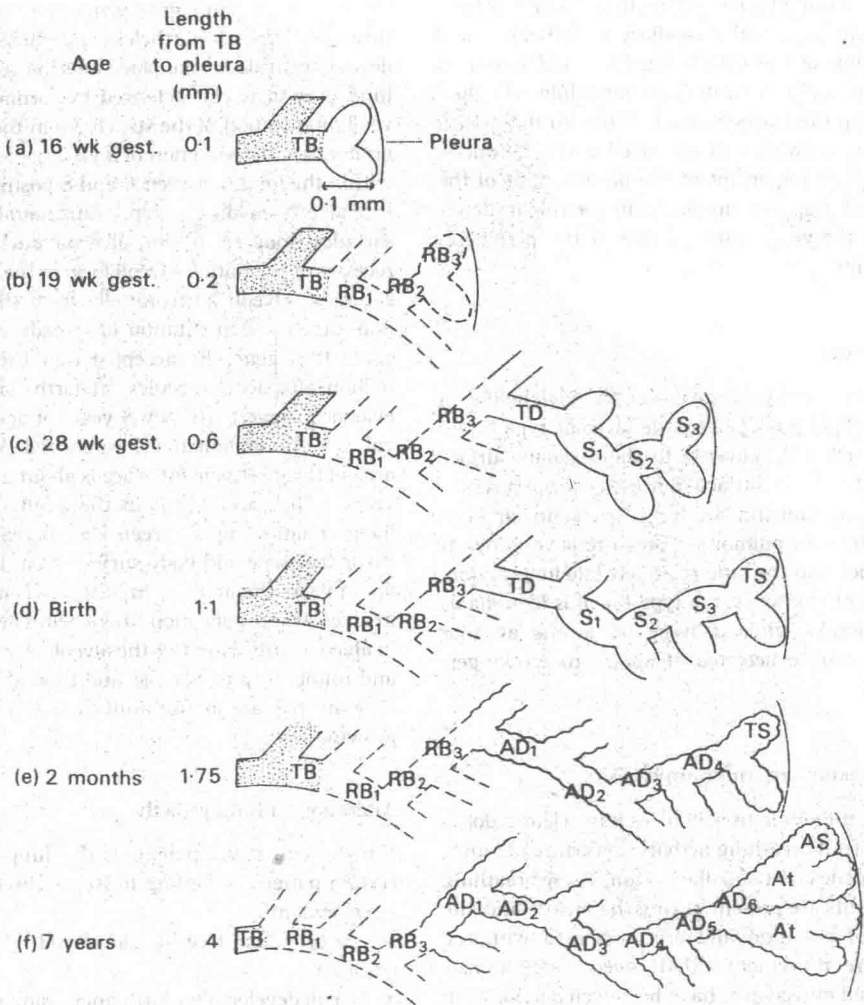 Length
from TB
Age to pleura
(mm)
(a) 16 wk gest. 0·1 TB Pleura
0·1 mm
(b) 19 wk gest. 0·2 TB RB1 RB2 RB3
(c) 28 wk gest. 0·6 TB RB1 RB2 RB3 TD S1 S2 S3
(d) Birth 1·1 TB RB1 RB2 RB3 TD S1 S2 S3 TS
(e) 2 months 1·75 TB RB1 RB2 RB3 AD1 AD2 AD3 AD4 TS
(f) 7 years 4 TB RB1 RB2 RB3 AD1 AD2 AD3 AD4 AD5 AD6 At At AS